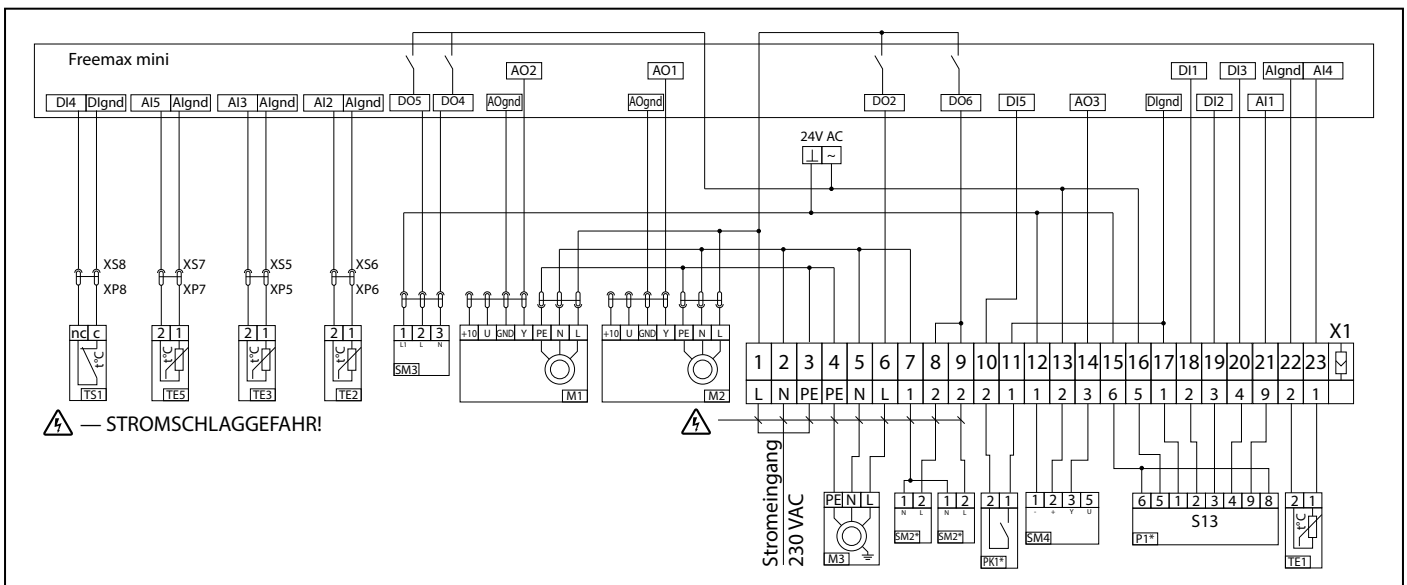 Freemax mini
AO2 AO1 DI1 DI3 AIgnd AI4
DI4 DIgnd AI5 AIgnd AI3 AIgnd AI2 AIgnd DO5 DO4 AOgnd AOgnd DO2 DO6 DI5 AO3 DIgnd DI2 AI1
24V AC
⊥ ~
XS8 XS7 XS5 XS6
XP8 XP7 XP5 XP6
nc c 2 1 2 1 2 1 1 2 3 +10 U GND Y PE N L +10 U GND Y PE N L
L1 L N
t°C t°C t°C t°C
SM3
TS1 TE5 TE3 TE2 M1 M2
X1
1 2 3 4 5 6 7 8 9 10 11 12 13 14 15 16 17 18 19 20 21 22 23
L N PE PE N L 1 2 2 2 1 1 2 3 6 5 1 2 3 4 9 2 1
— STROMSCHLAGGEFAHR!
Stromeingang
230 VAC
PE N L 1 2 1 2 2 1 1 2 3 5 6 5 1 2 3 4 9 8 2 1
N L N L - + Y U
S13
t°C
M3 SM2* SM2* PK1* SM4 P1* TE1